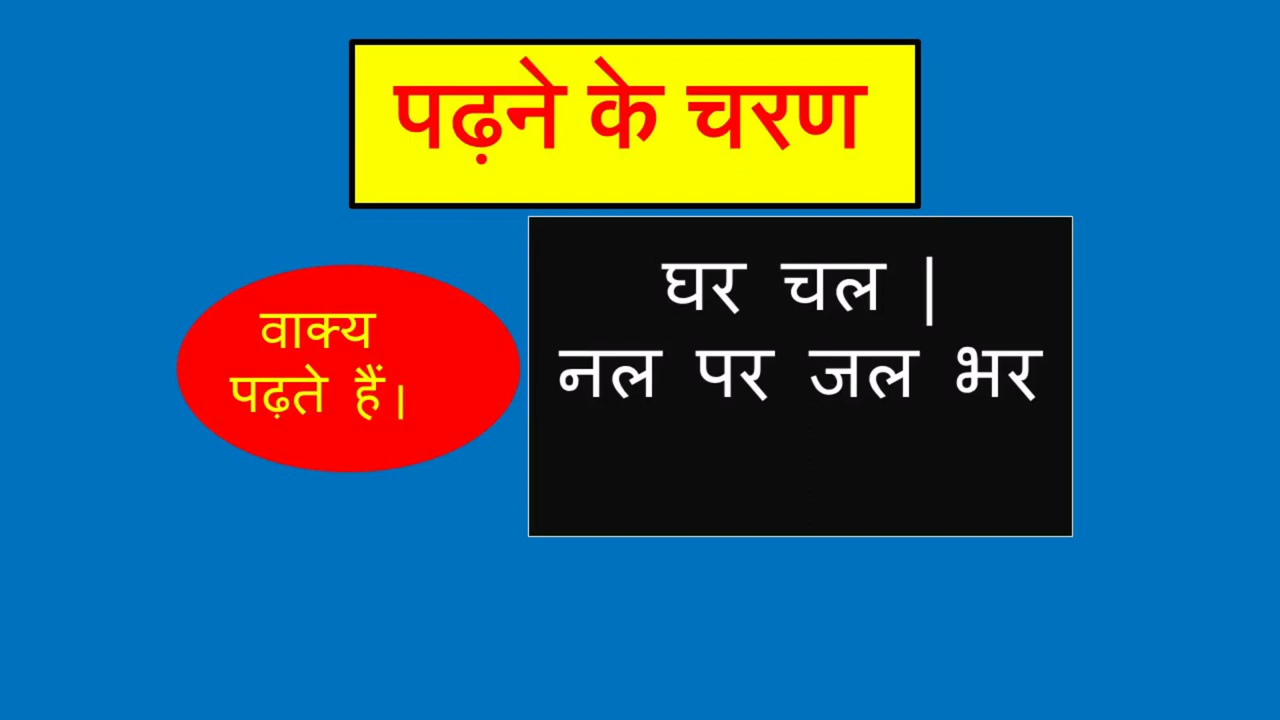 पढ़ने के चरण
वाक्य
पढ़ते हैं।
घर चल |
नल पर जल भर